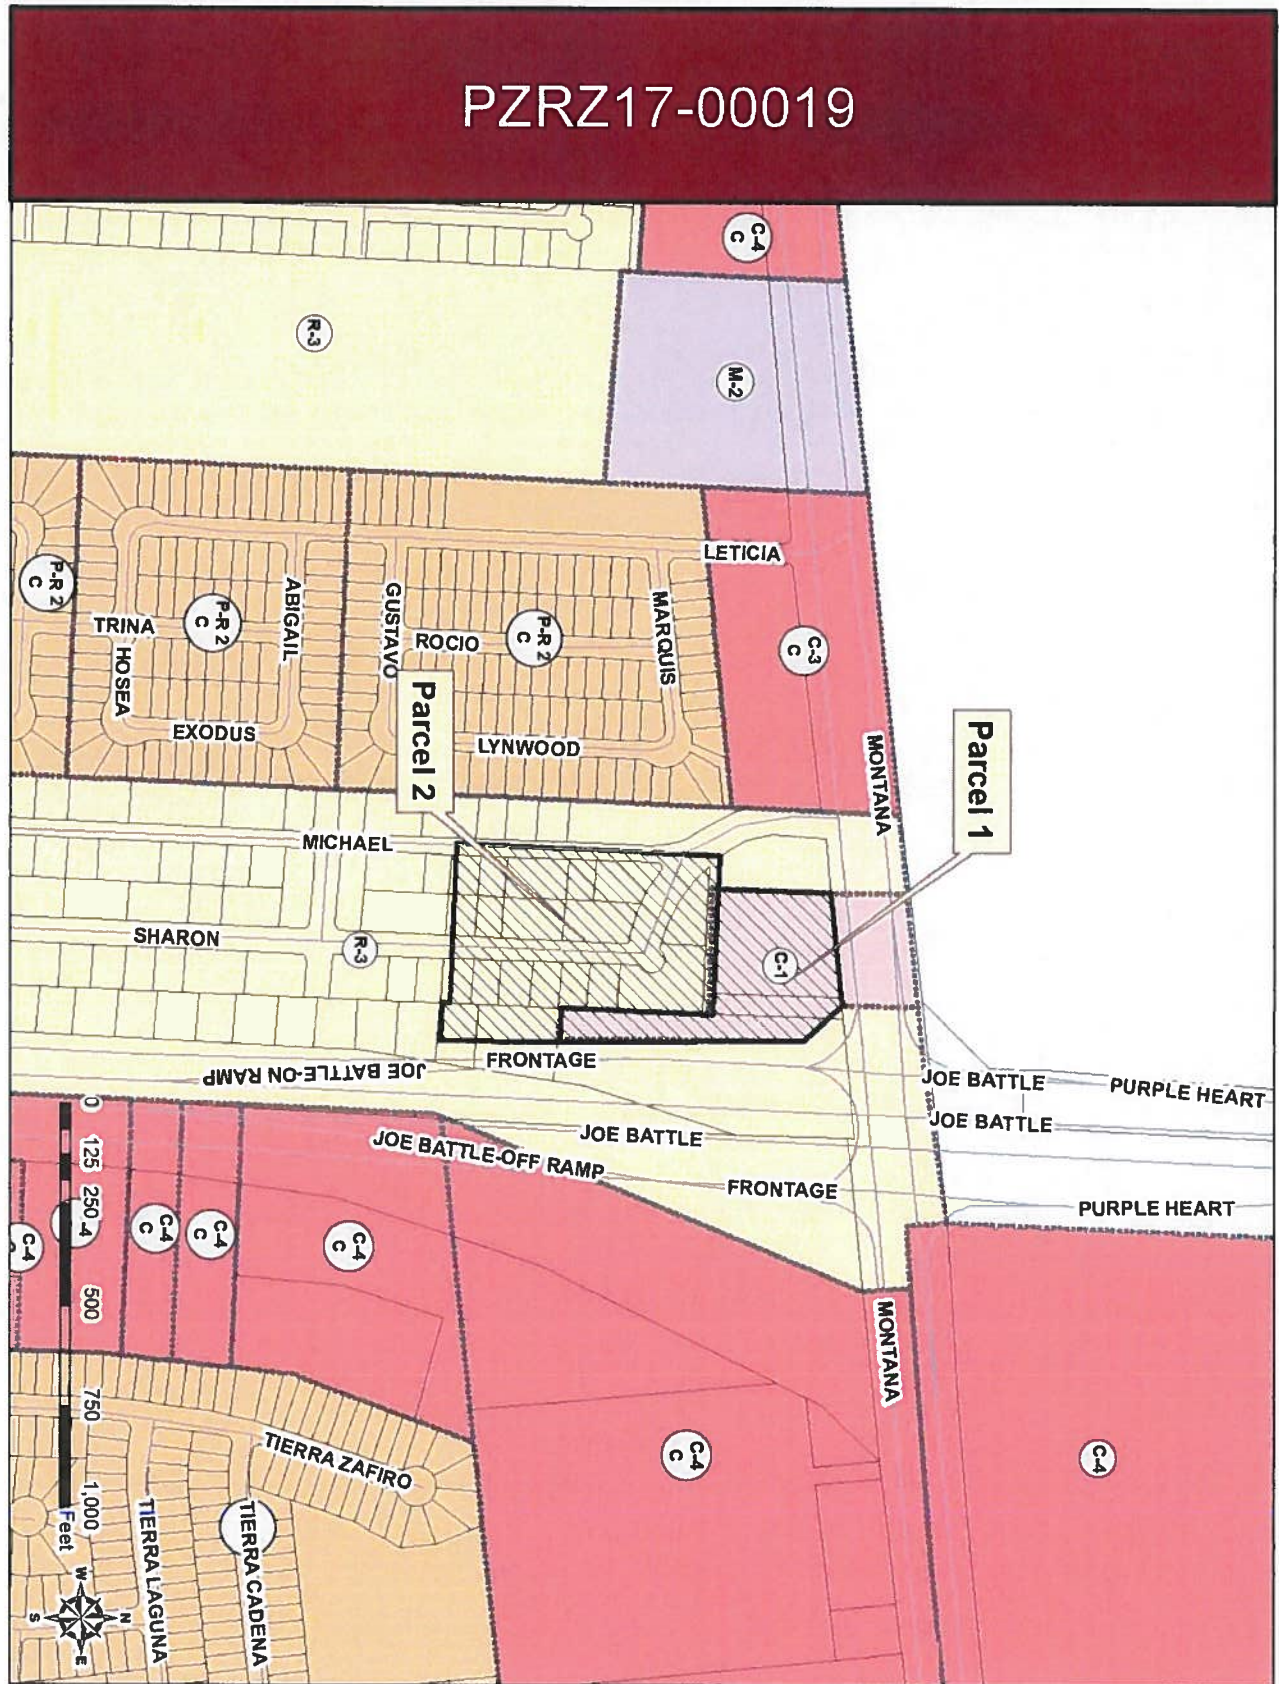 PZRZ17-00019
C-4
C
M-2
R-3
LETICIA
C-3
C
P-R 2
C
P-R 2
C
P-R 2
C
TRINA
HOSEA
ABIGAIL
EXODUS
GUSTAVO
ROCIO
MARQUIS
LYNWOOD
Parcel 2
Parcel 1
MONTANA
MICHAEL
SHARON
R-3
C-1
FRONTAGE
JOE BATTLE-ON RAMP
JOE BATTLE
PURPLE HEART
JOE BATTLE
JOE BATTLE
JOE BATTLE-OFF RAMP
FRONTAGE
PURPLE HEART
MONTANA
C-4
C-4
C
C-4
C
C-4
C
C-4
C
C-4
TIERRA ZAFIRO
TIERRA CADENA
TIERRA LAGUNA
0
125
250
500
750
1,000
Feet
N
W
E
S